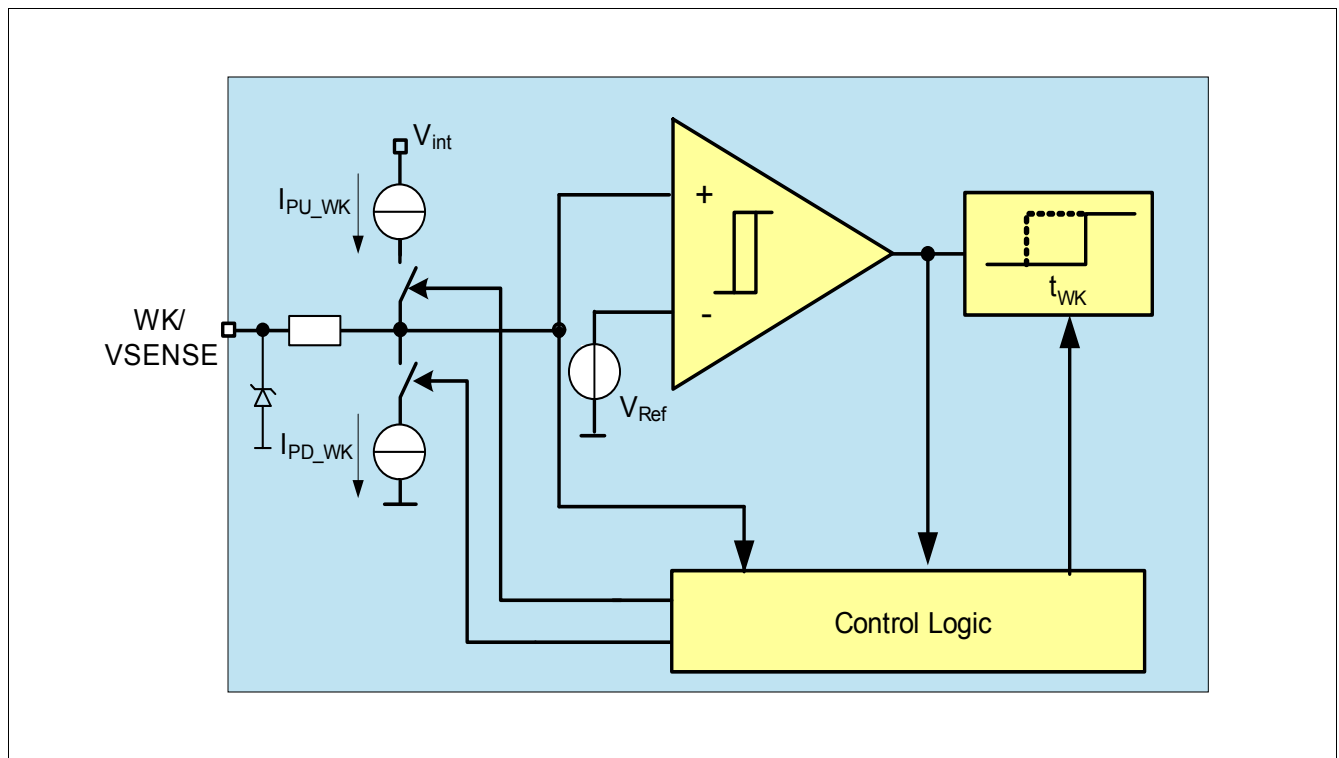 V_int
I_PU_WK
+
WK/
VSENSE
-
t_WK
V_Ref
I_PD_WK
Control Logic